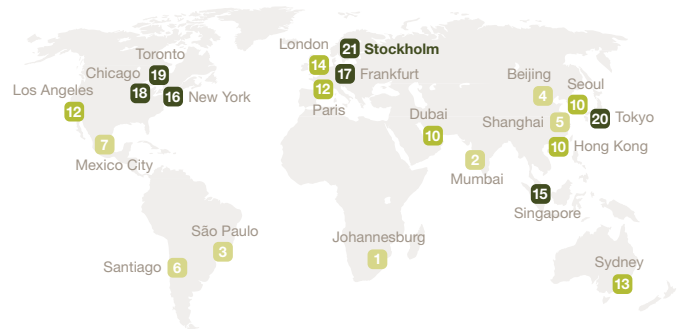 London
21 Stockholm
Toronto
14
19
17 Frankfurt
Chicago
Beijing
Seoul
Los Angeles
18
16 New York
12
4
10
12
Paris
Dubai
Shanghai 5
20 Tokyo
7
10
10 Hong Kong
Mexico City
2
Mumbai
15
Singapore
São Paulo
3
Johannesburg
1
Santiago 6
Sydney
13